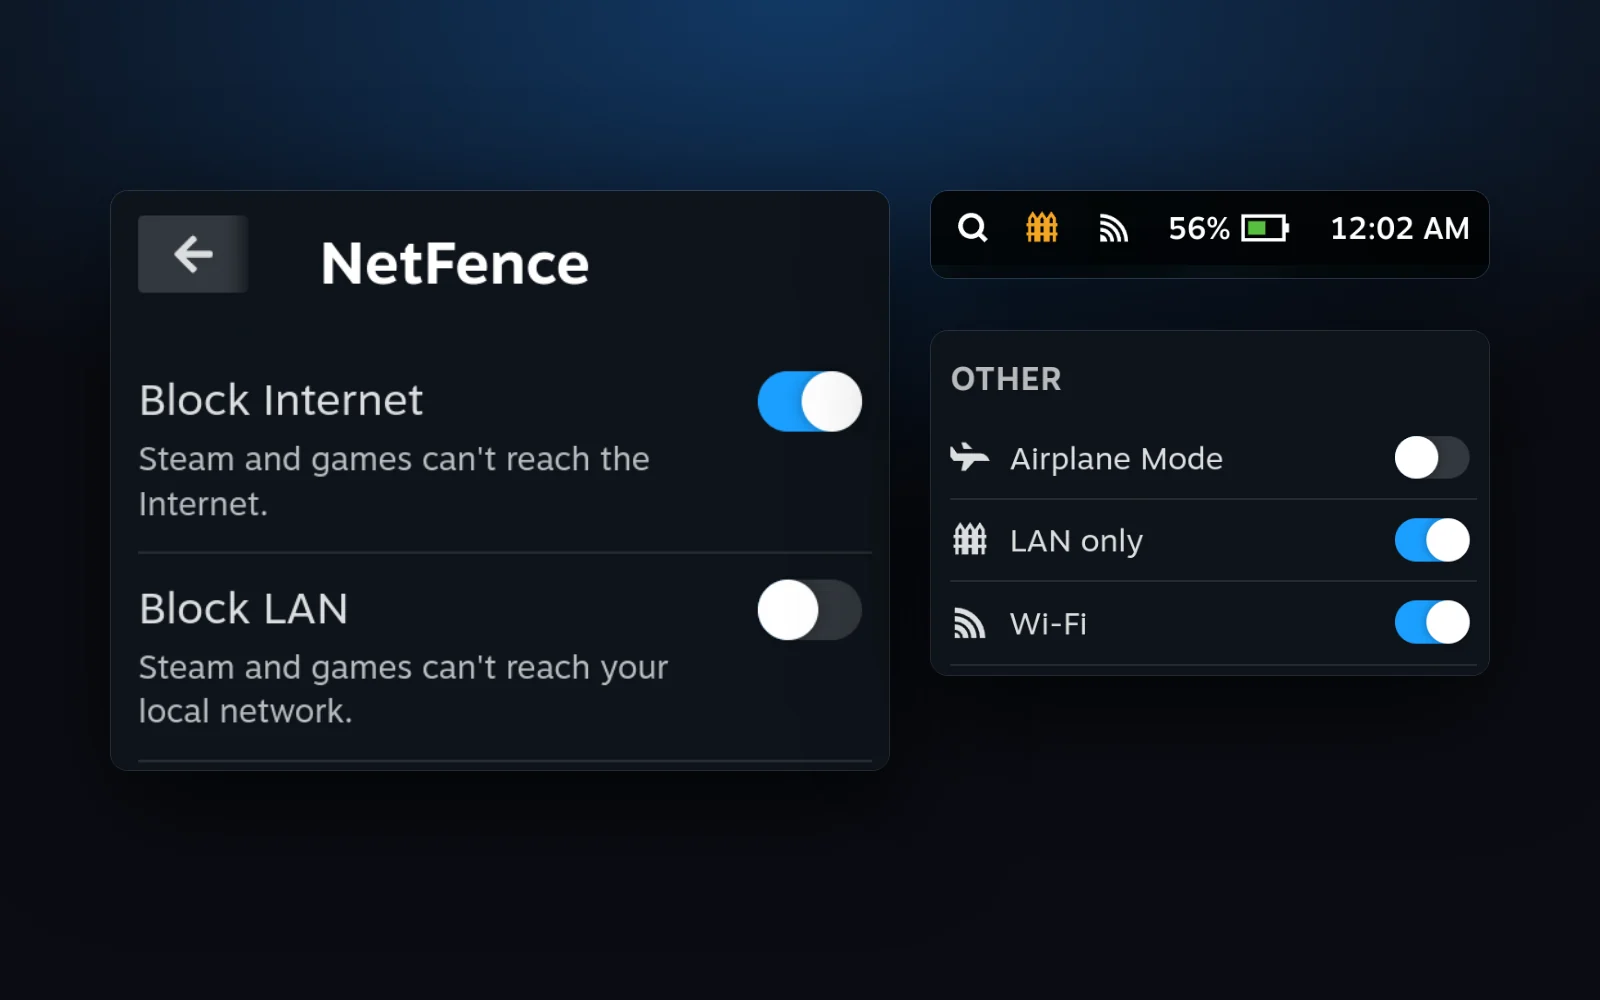 NetFence
Block Internet
Steam and games can't reach the
Internet.
Block LAN
Steam and games can't reach your
local network.
56% 12:02 AM
OTHER
Airplane Mode
LAN only
Wi-Fi